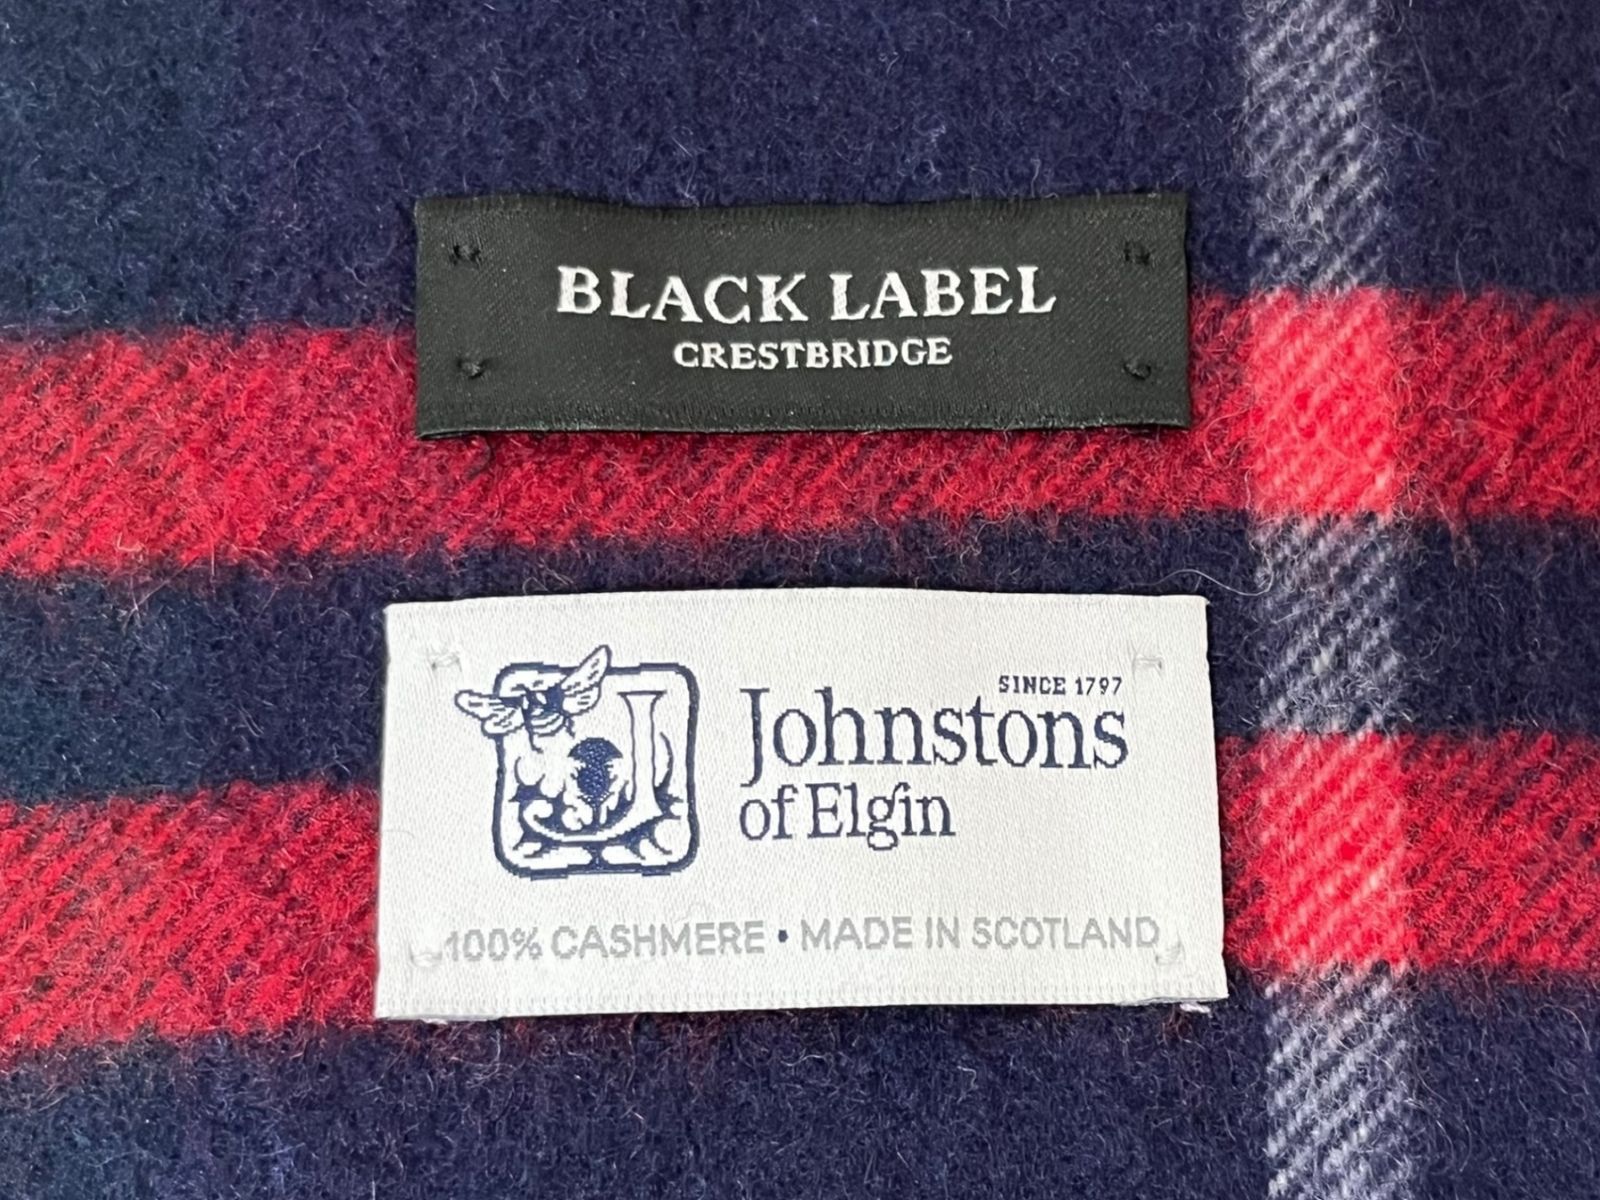 BLACK LABEL
CRESTBRIDGE
SINCE 1797
Johnstons
of Elgin
100% CASHMERE • MADE IN SCOTLAND